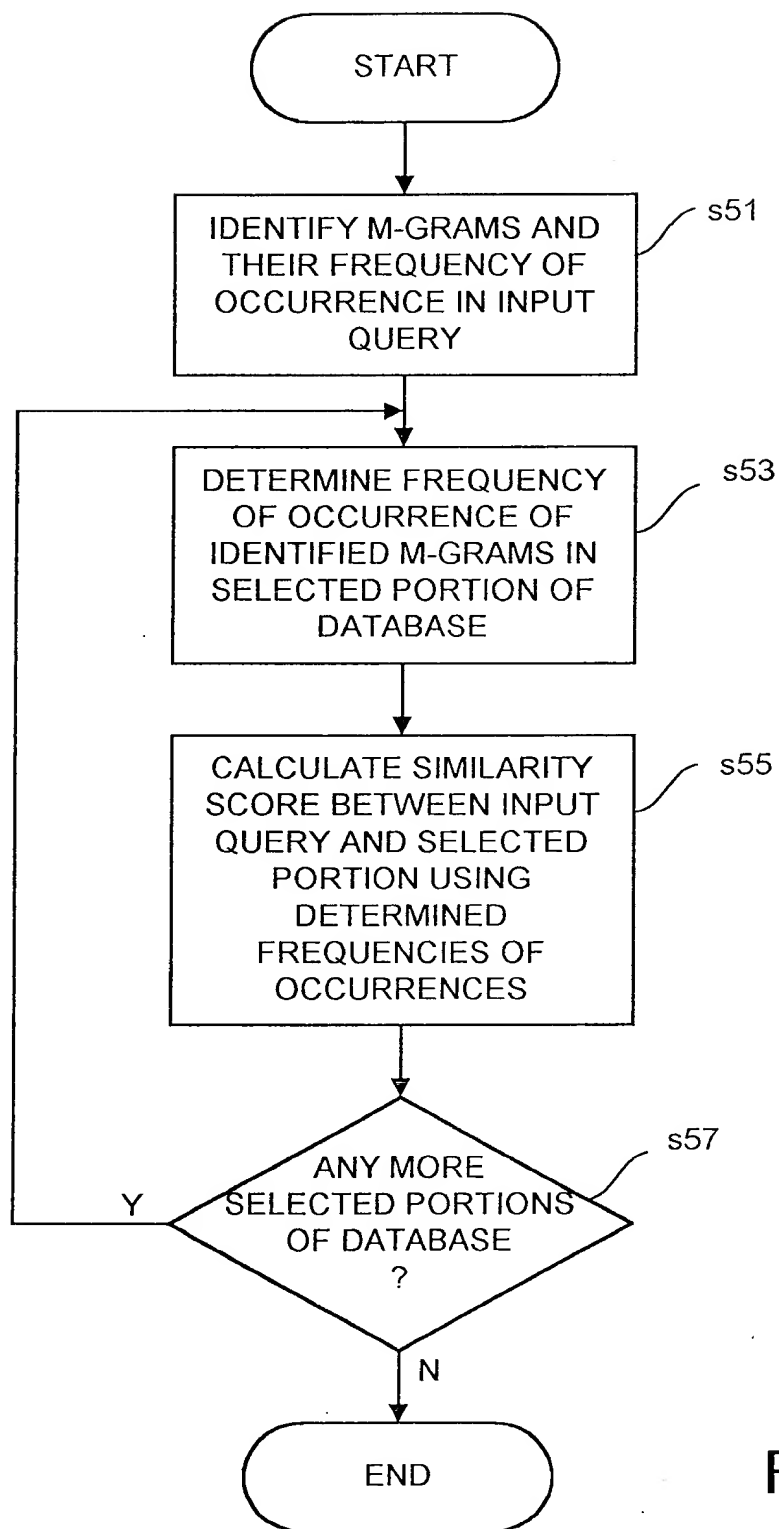 START
s51
IDENTIFY M-GRAMS AND
THEIR FREQUENCY OF
OCCURRENCE IN INPUT
QUERY
s53
DETERMINE FREQUENCY
OF OCCURRENCE OF
IDENTIFIED M-GRAMS IN
SELECTED PORTION OF
DATABASE
s55
CALCULATE SIMILARITY
SCORE BETWEEN INPUT
QUERY AND SELECTED
PORTION USING
DETERMINED
FREQUENCIES OF
OCCURRENCES
s57
ANY MORE
SELECTED PORTIONS
OF DATABASE
?
Y
N
END